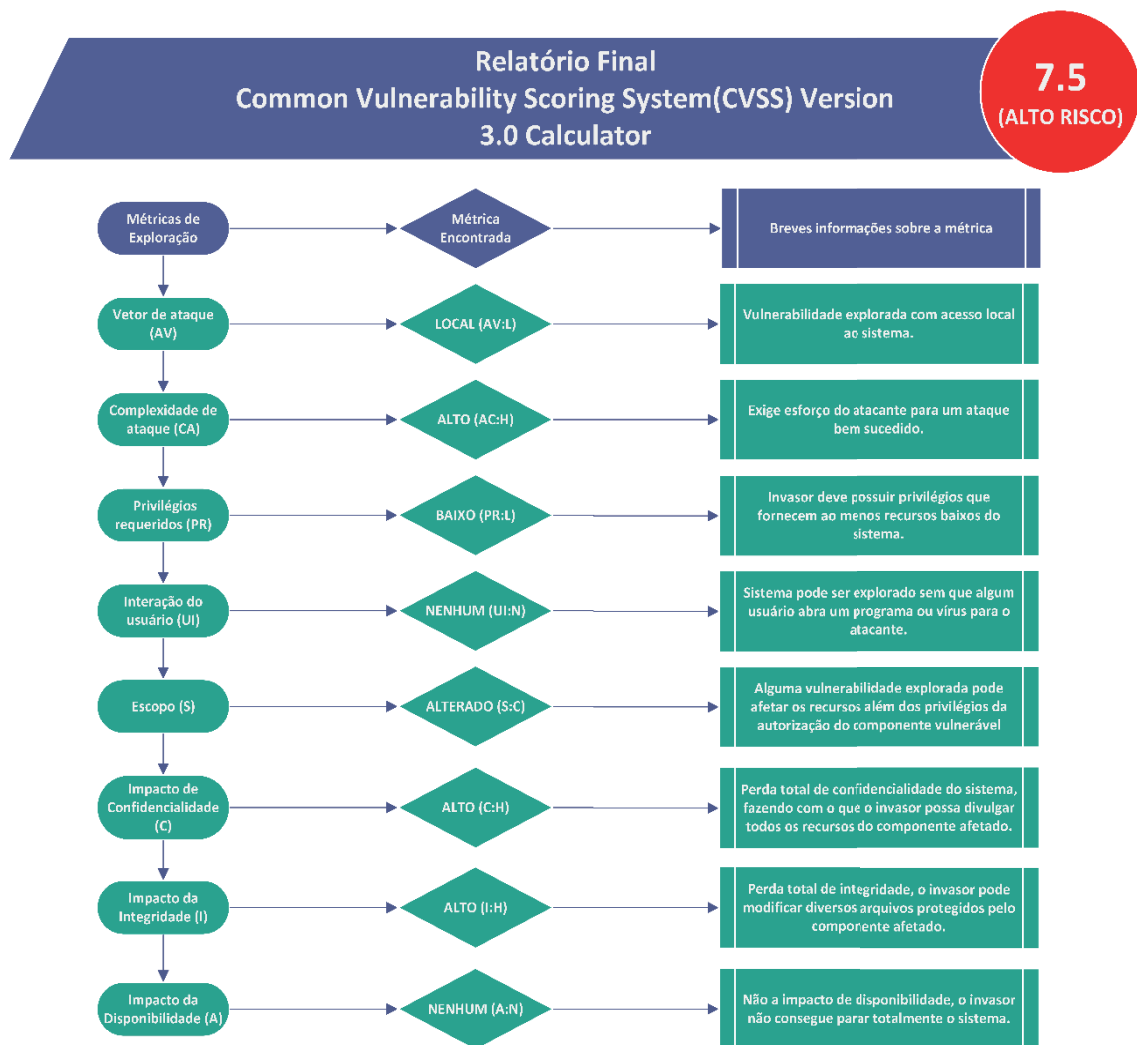 Relatório Final
Common Vulnerability Scoring System(CVSS) Version
3.0 Calculator
7.5
(ALTO RISCO)
Métricas de
Exploração
Métrica
Encontrada
Breves informações sobre a métrica
Vetor de ataque
(AV)
LOCAL (AV:L)
Vulnerabilidade explorada com acesso local
ao sistema.
Complexidade de
ataque (CA)
ALTO (AC:H)
Exige esforço do atacante para um ataque
bem sucedido.
Privilégios
requeridos (PR)
BAIXO (PR:L)
Invasor deve possuir privilégios que
fornecem ao menos recursos baixos do
sistema.
Interação do
usuário (UI)
NENHUM (UI:N)
Sistema pode ser explorado sem que algum
usuário abra um programa ou vírus para o
atacante.
Escopo (S)
ALTERADO (S:C)
Alguma vulnerabilidade explorada pode
afetar os recursos além dos privilégios da
autorização do componente vulnerável
Impacto de
Confidencialidade
(C)
ALTO (C:H)
Perda total de confidencialidade do sistema,
fazendo com o que o invasor possa divulgar
todos os recursos do componente afetado.
Impacto da
Integridade (I)
ALTO (I:H)
Perda total de integridade, o invasor pode
modificar diversos arquivos protegidos pelo
componente afetado.
Impacto da
Disponibilidade (A)
NENHUM (A:N)
Não a impacto de disponibilidade, o invasor
não consegue parar totalmente o sistema.